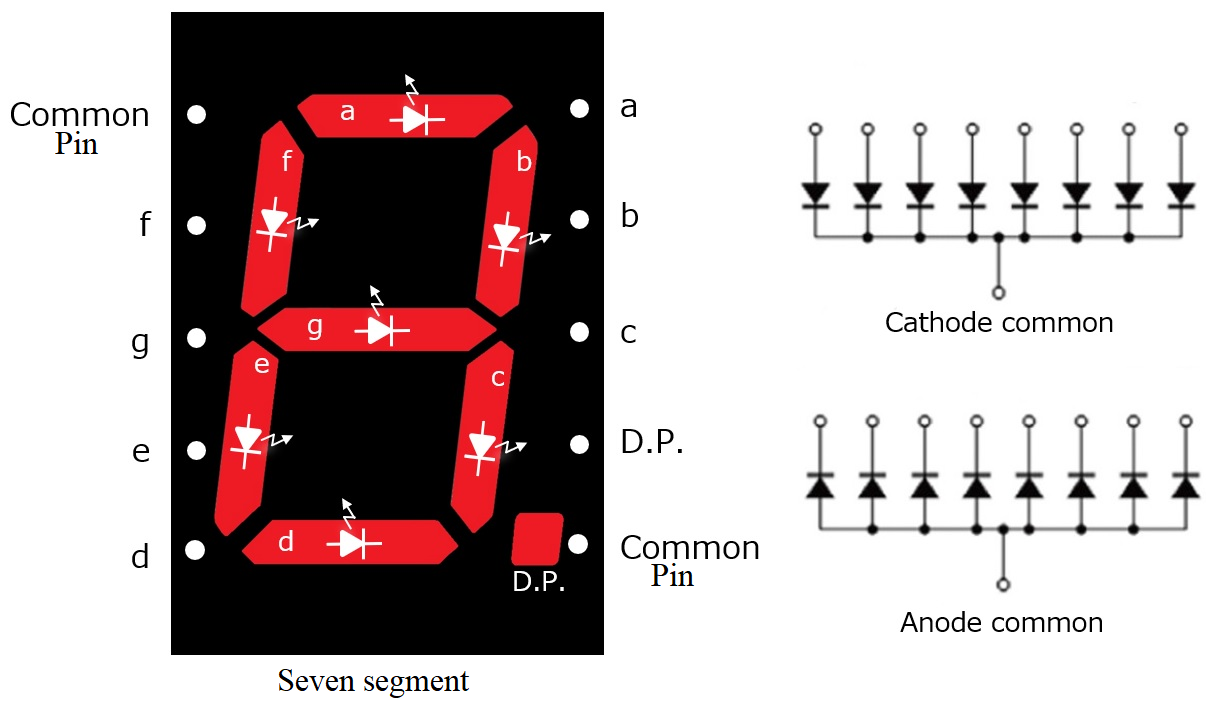 Common
Pin
f
g
e
d
a
f
b
g
e
c
d
D.P.
a
b
c
D.P.
Common
Pin
Seven segment
Cathode common
Anode common